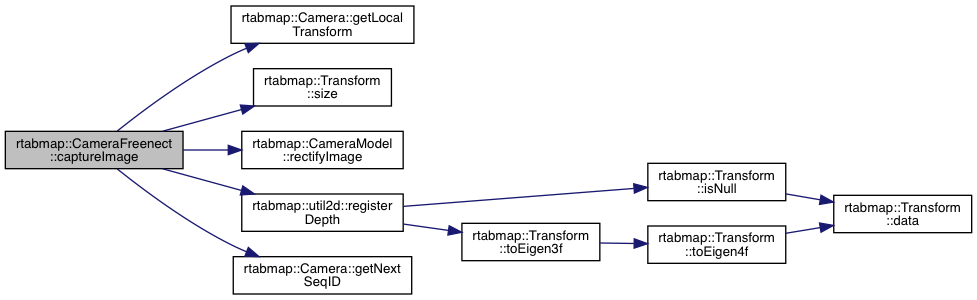 rtabmap::Camera::getLocal
Transform
rtabmap::Transform
::size
rtabmap::CameraFreenect
::captureImage
rtabmap::CameraModel
::rectifyImage
rtabmap::util2d::register
Depth
rtabmap::Transform
::isNull
rtabmap::Transform
::data
rtabmap::Transform
::toEigen3f
rtabmap::Transform
::toEigen4f
rtabmap::Camera::getNext
SeqID